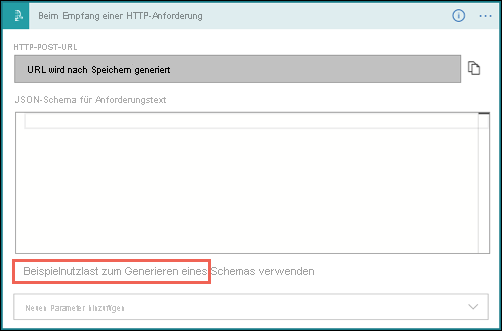 Beim Empfang einer HTTP-Anforderung
HTTP-POST-URL
URL wird nach Speichern generiert
JSON-Schema für Anforderungstext
Beispielnutzlast zum Generieren eines Schemas verwenden
Neuen Parameter hinzufügen